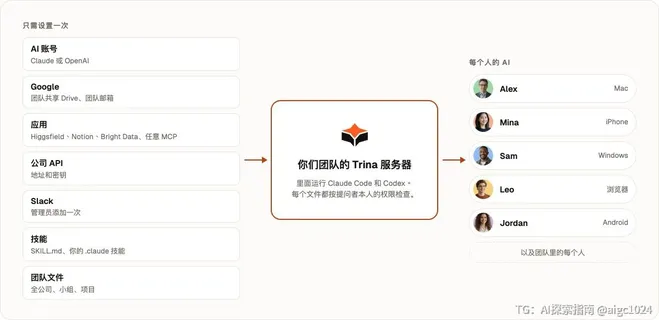 只需设置一次
AI 账号
Claude 或 OpenAI
Google
团队共享 Drive、团队邮箱
应用
Higgsfield・Notion・Bright Data、任意 MCP
公司 API
地址和密钥
Slack
管理员添加一次
技能
SKILL.md、你的 .claude 技能
团队文件
全公司、小组、项目
你们团队的 Trina 服务器
里面运行 Claude Code 和 Codex・
每个文件都按提问者本人的权限检查。
每个人的 AI
Alex Mac
Mina iPhone
Sam Windows
Leo 浏览器
Jordan Android
以及团队里的每个人
TG：AI探索指南 @aigc1024